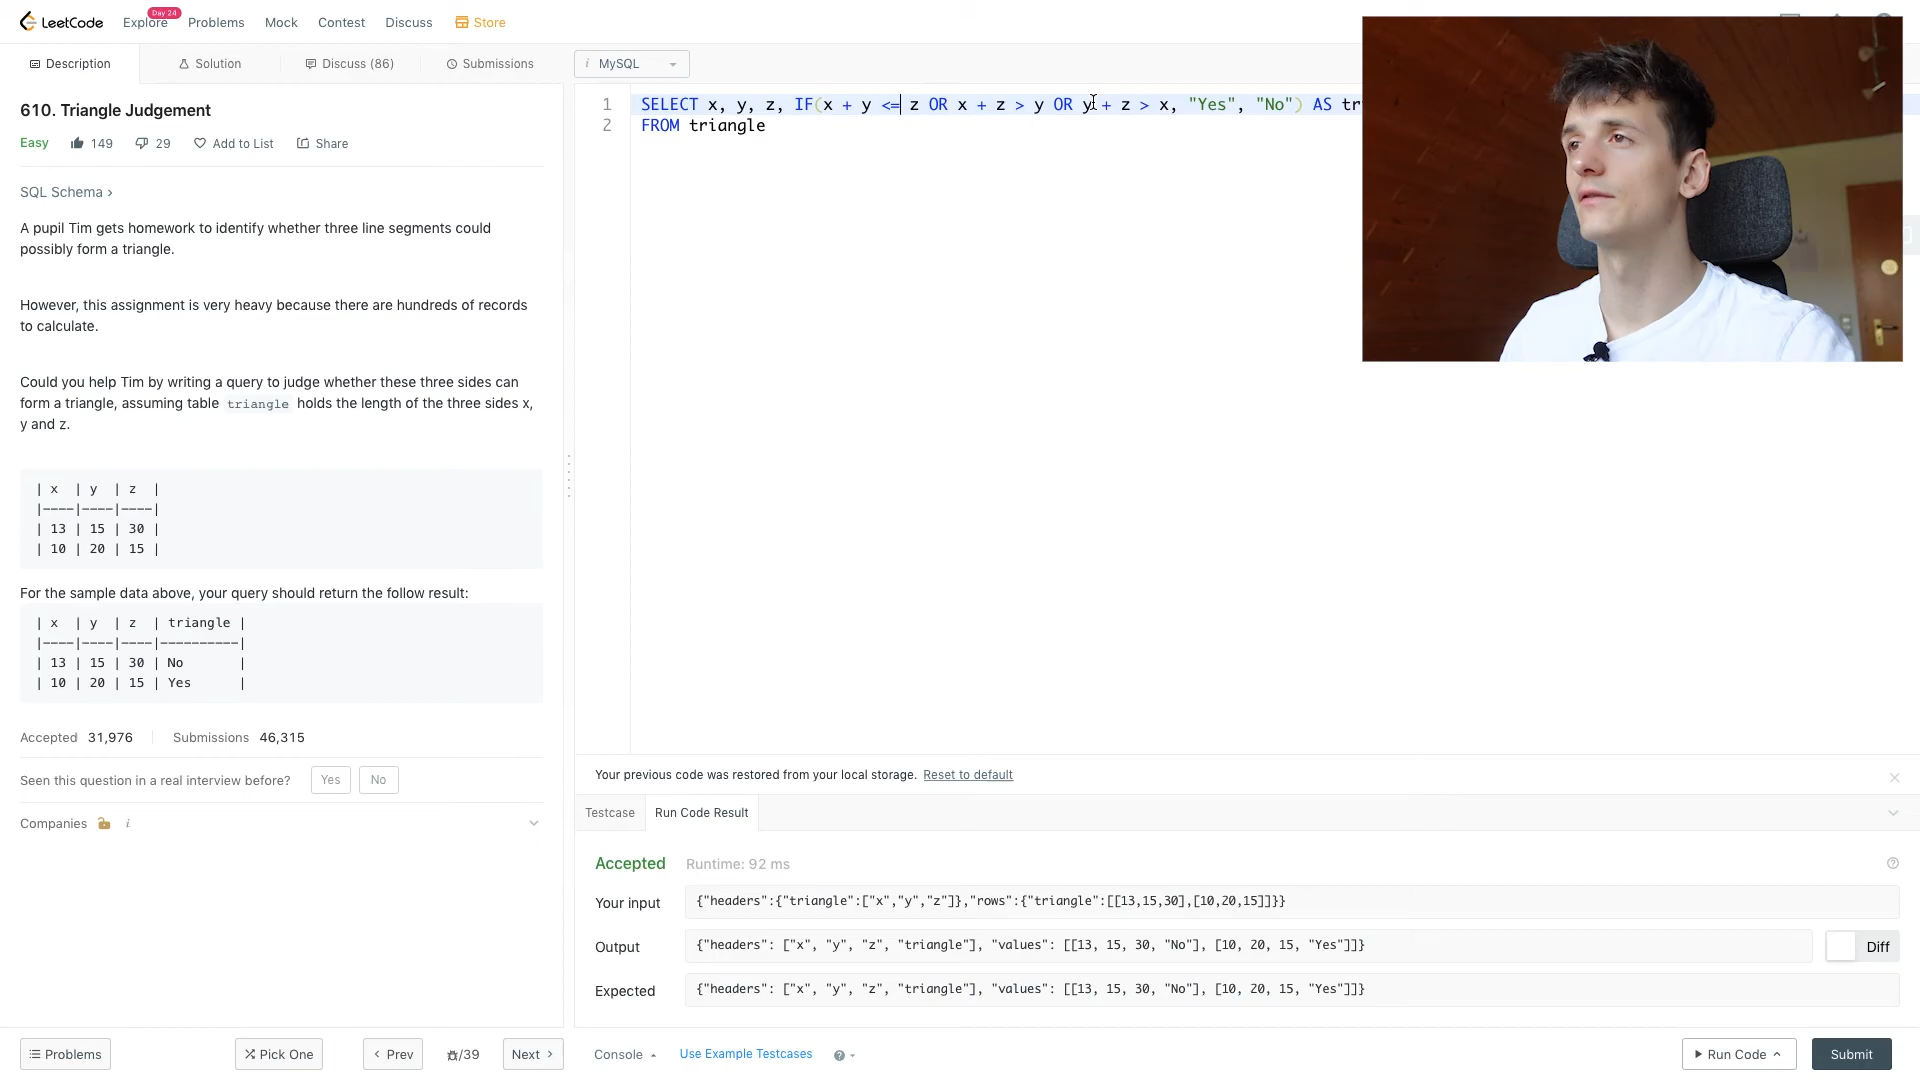 LeetCode
Explore
Day 24
Problems
Mock
Contest
Discuss
Store
Description
Solution
Discuss (86)
Submissions
i MySQL
610. Triangle Judgement
Easy
149
29
Add to List
Share
SQL Schema ›
A pupil Tim gets homework to identify whether three line segments could
possibly form a triangle.
However, this assignment is very heavy because there are hundreds of records
to calculate.
Could you help Tim by writing a query to judge whether these three sides can
form a triangle, assuming table triangle holds the length of the three sides x,
y and z.
| x  | y  | z  |
|----|----|----|
| 13 | 15 | 30 |
| 10 | 20 | 15 |
For the sample data above, your query should return the follow result:
| x  | y  | z  | triangle |
|----|----|----|----------|
| 13 | 15 | 30 | No       |
| 10 | 20 | 15 | Yes      |
Accepted 31,976
Submissions 46,315
Seen this question in a real interview before?
Yes
No
Companies
i
1 SELECT x, y, z, IF(x + y <= z OR x + z > y OR y + z > x, "Yes", "No") AS tr
2 FROM triangle
Your previous code was restored from your local storage. Reset to default
Testcase
Run Code Result
Accepted
Runtime: 92 ms
Your input
{"headers":{"triangle":["x","y","z"]},"rows":{"triangle":[[13,15,30],[10,20,15]]}}
Output
{"headers": ["x", "y", "z", "triangle"], "values": [[13, 15, 30, "No"], [10, 20, 15, "Yes"]]}
Diff
Expected
{"headers": ["x", "y", "z", "triangle"], "values": [[13, 15, 30, "No"], [10, 20, 15, "Yes"]]}
Problems
Pick One
Prev
/39
Next
Console
Use Example Testcases
Run Code
Submit